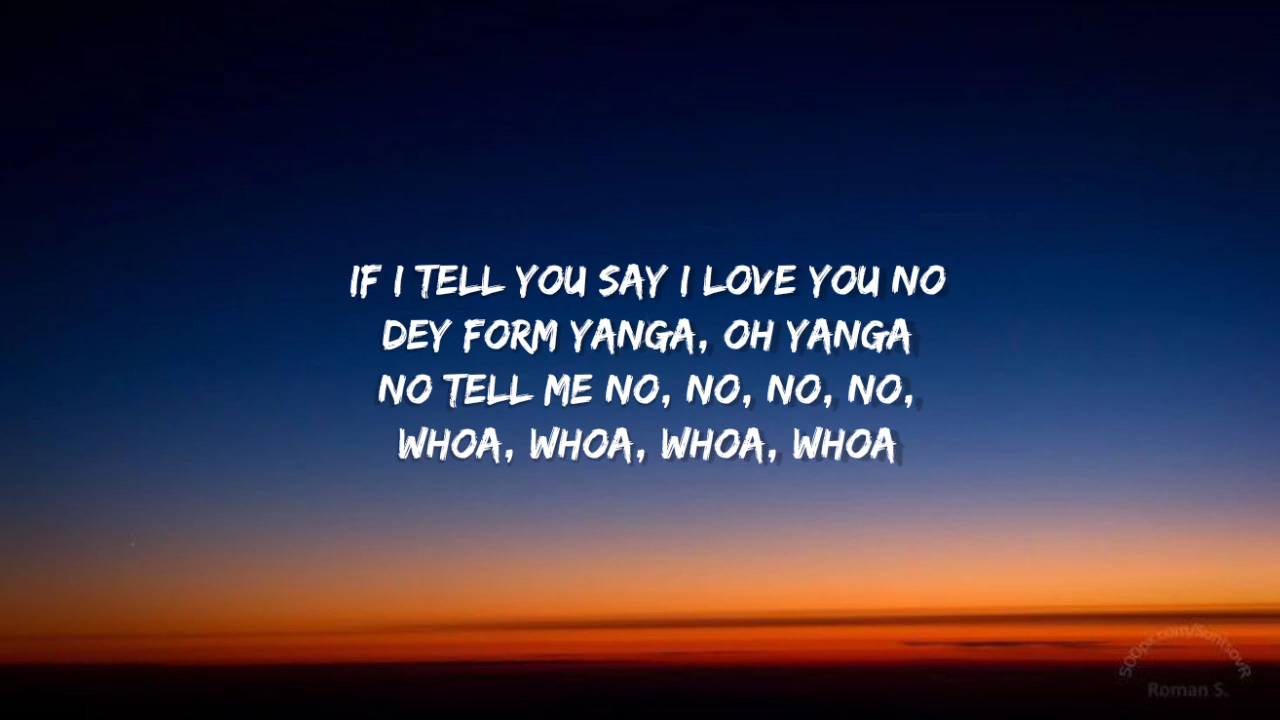 IF I TELL YOU SAY I LOVE YOU NO
DEY FORM YANGA, OH YANGA
NO TELL ME NO, NO, NO, NO,
WHOA, WHOA, WHOA, WHOA
500px.com/SuntsovR
Roman S.